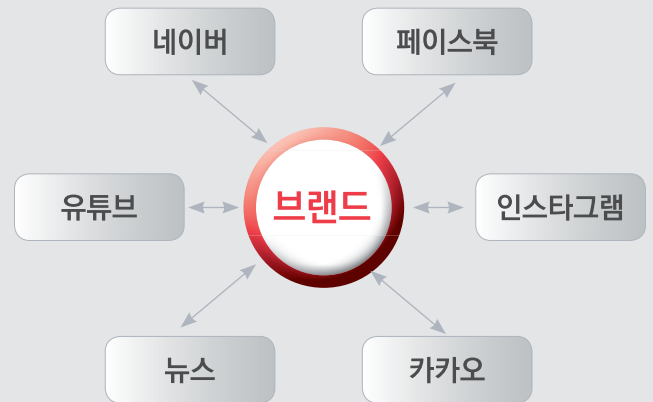 네이버
페이스북
유튜브
브랜드
인스타그램
뉴스
카카오